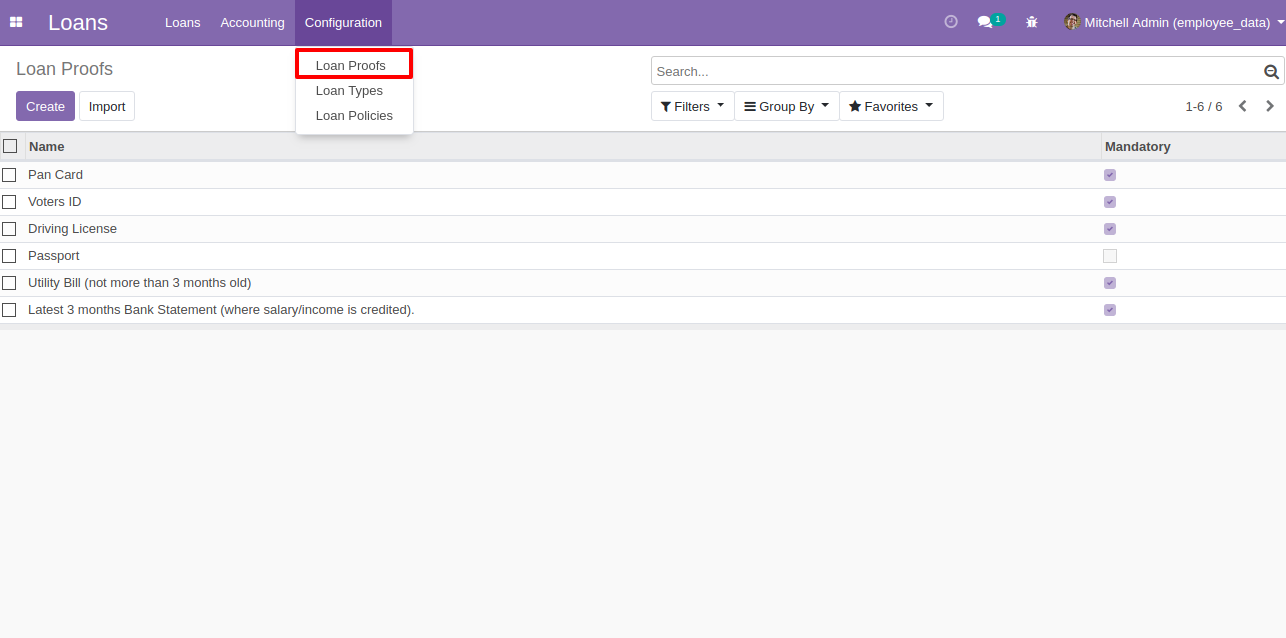 Loans Loans Accounting Configuration 1 Mitchell Admin (employee_data)
Loan Proofs
Loan Proofs
Loan Types
Loan Policies
Search...
Create Import
Filters Group By Favorites 1-6 / 6
Name Mandatory
Pan Card
Voters ID
Driving License
Passport
Utility Bill (not more than 3 months old)
Latest 3 months Bank Statement (where salary/income is credited).